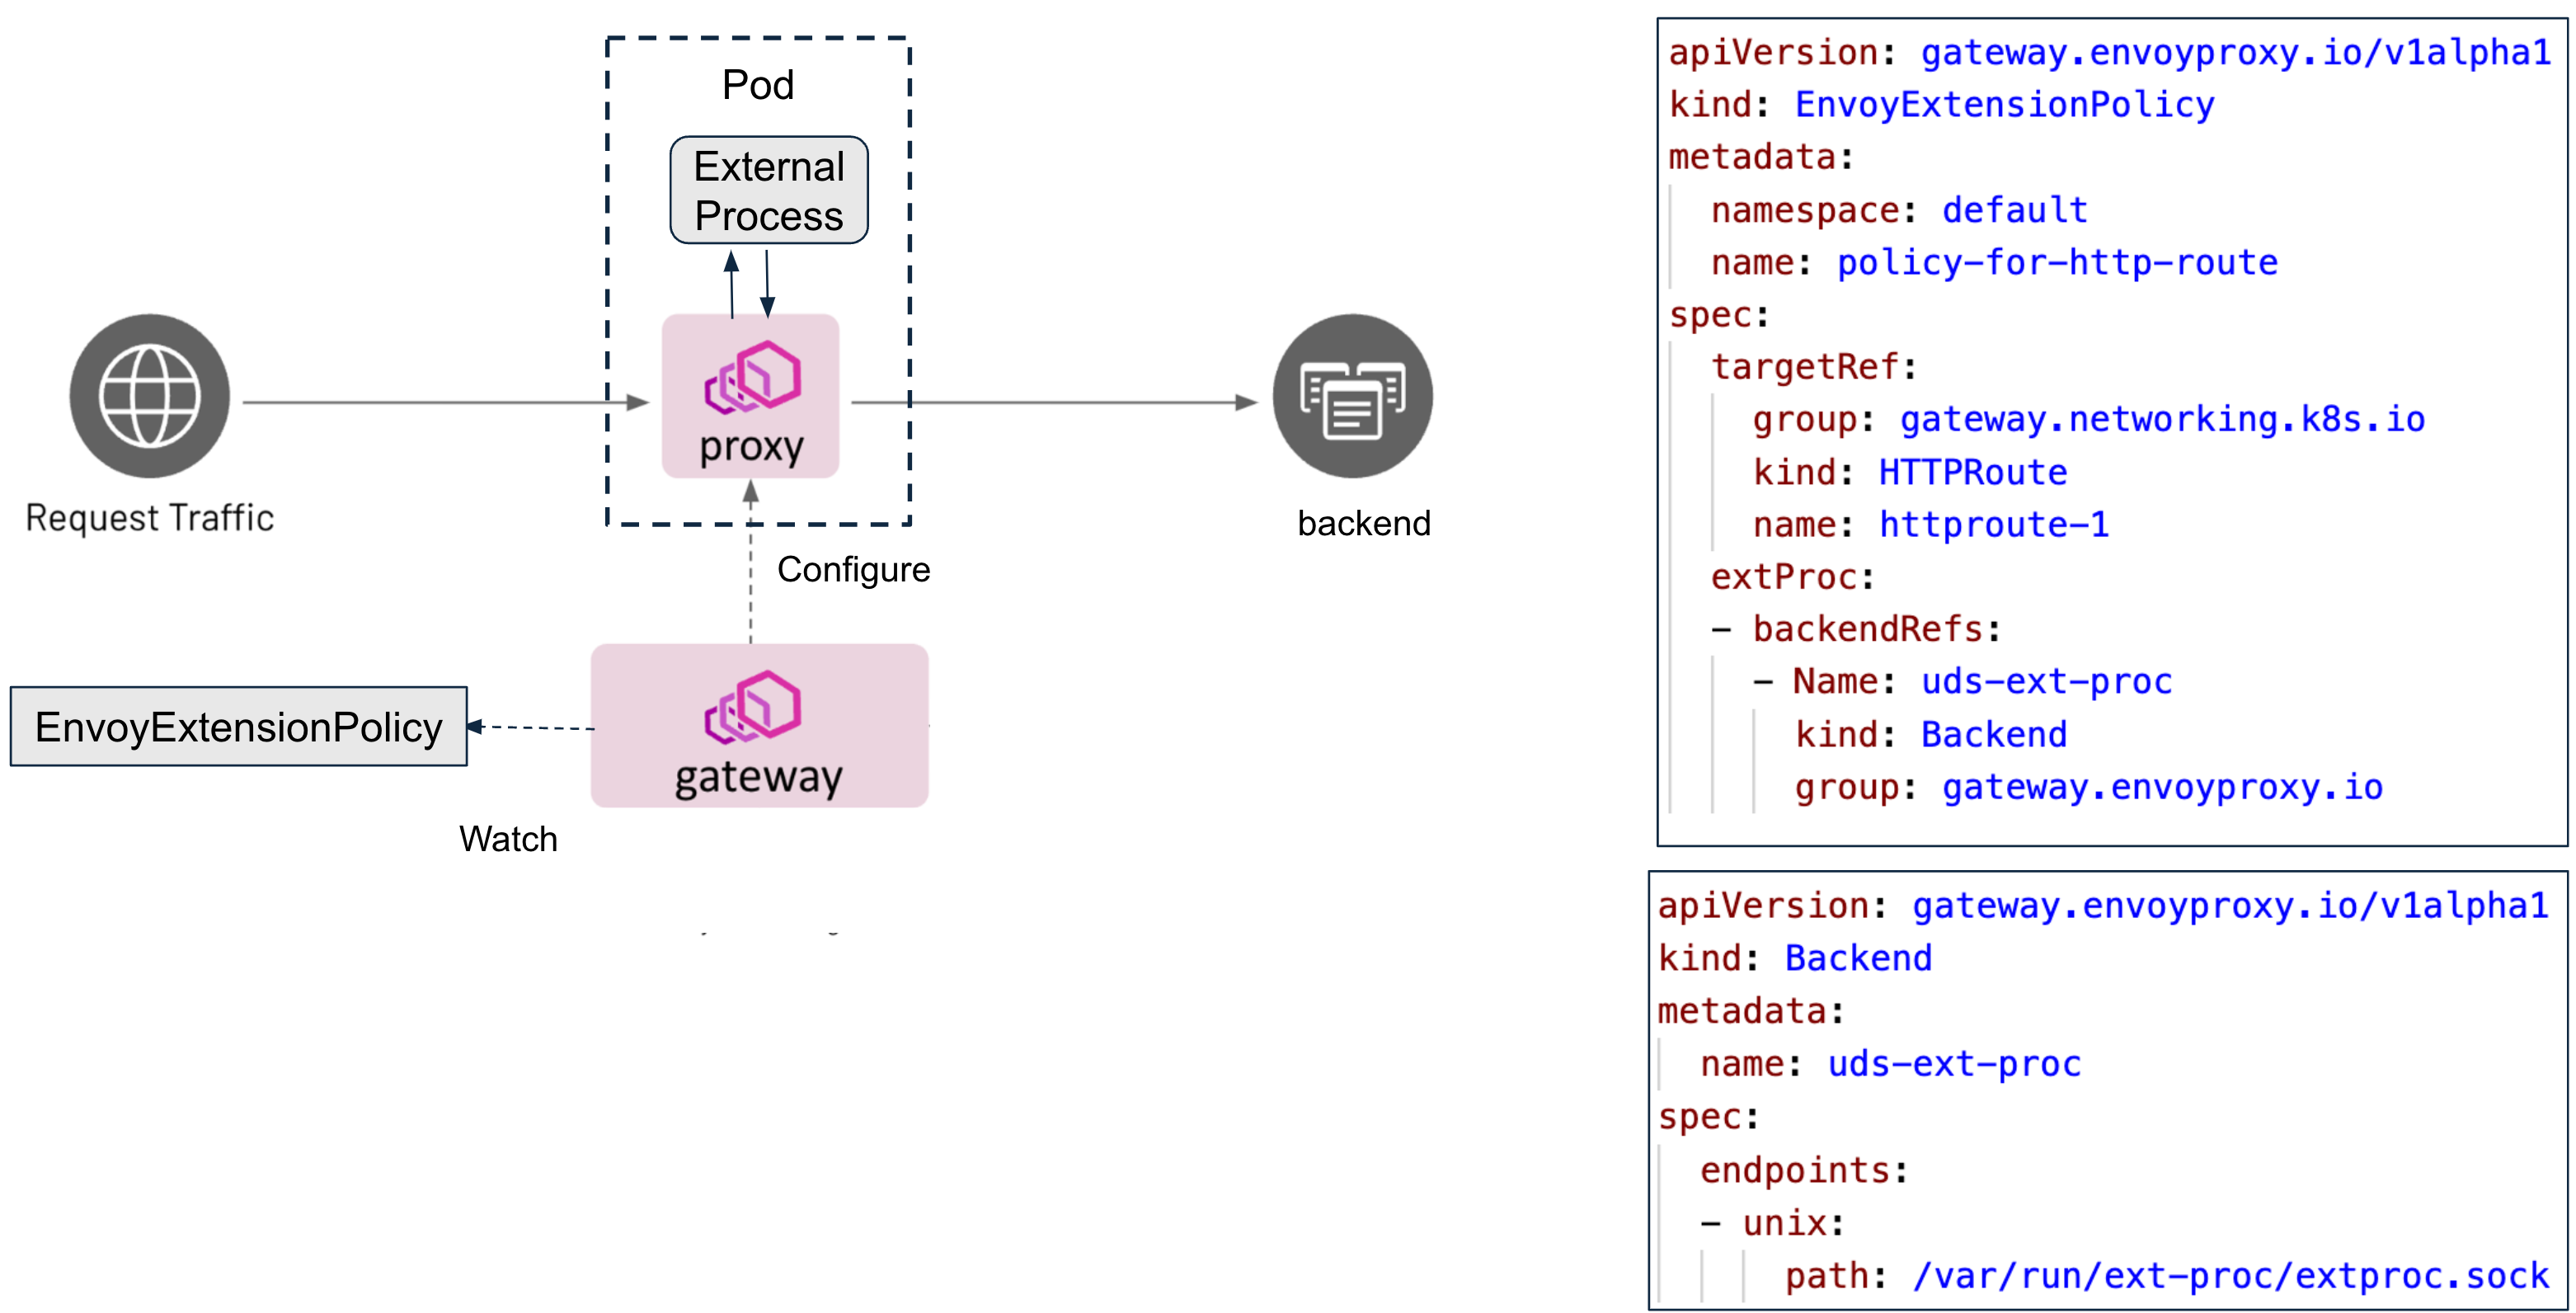 Pod
External
Process
proxy
Request Traffic
backend
Configure
EnvoyExtensionPolicy
gateway
Watch
apiVersion: gateway.envoyproxy.io/v1alpha1
kind: EnvoyExtensionPolicy
metadata:
  namespace: default
  name: policy-for-http-route
spec:
  targetRef:
    group: gateway.networking.k8s.io
    kind: HTTPRoute
    name: httproute-1
  extProc:
  - backendRefs:
    - Name: uds-ext-proc
      kind: Backend
      group: gateway.envoyproxy.io
apiVersion: gateway.envoyproxy.io/v1alpha1
kind: Backend
metadata:
  name: uds-ext-proc
spec:
  endpoints:
  - unix:
      path: /var/run/ext-proc/extproc.sock